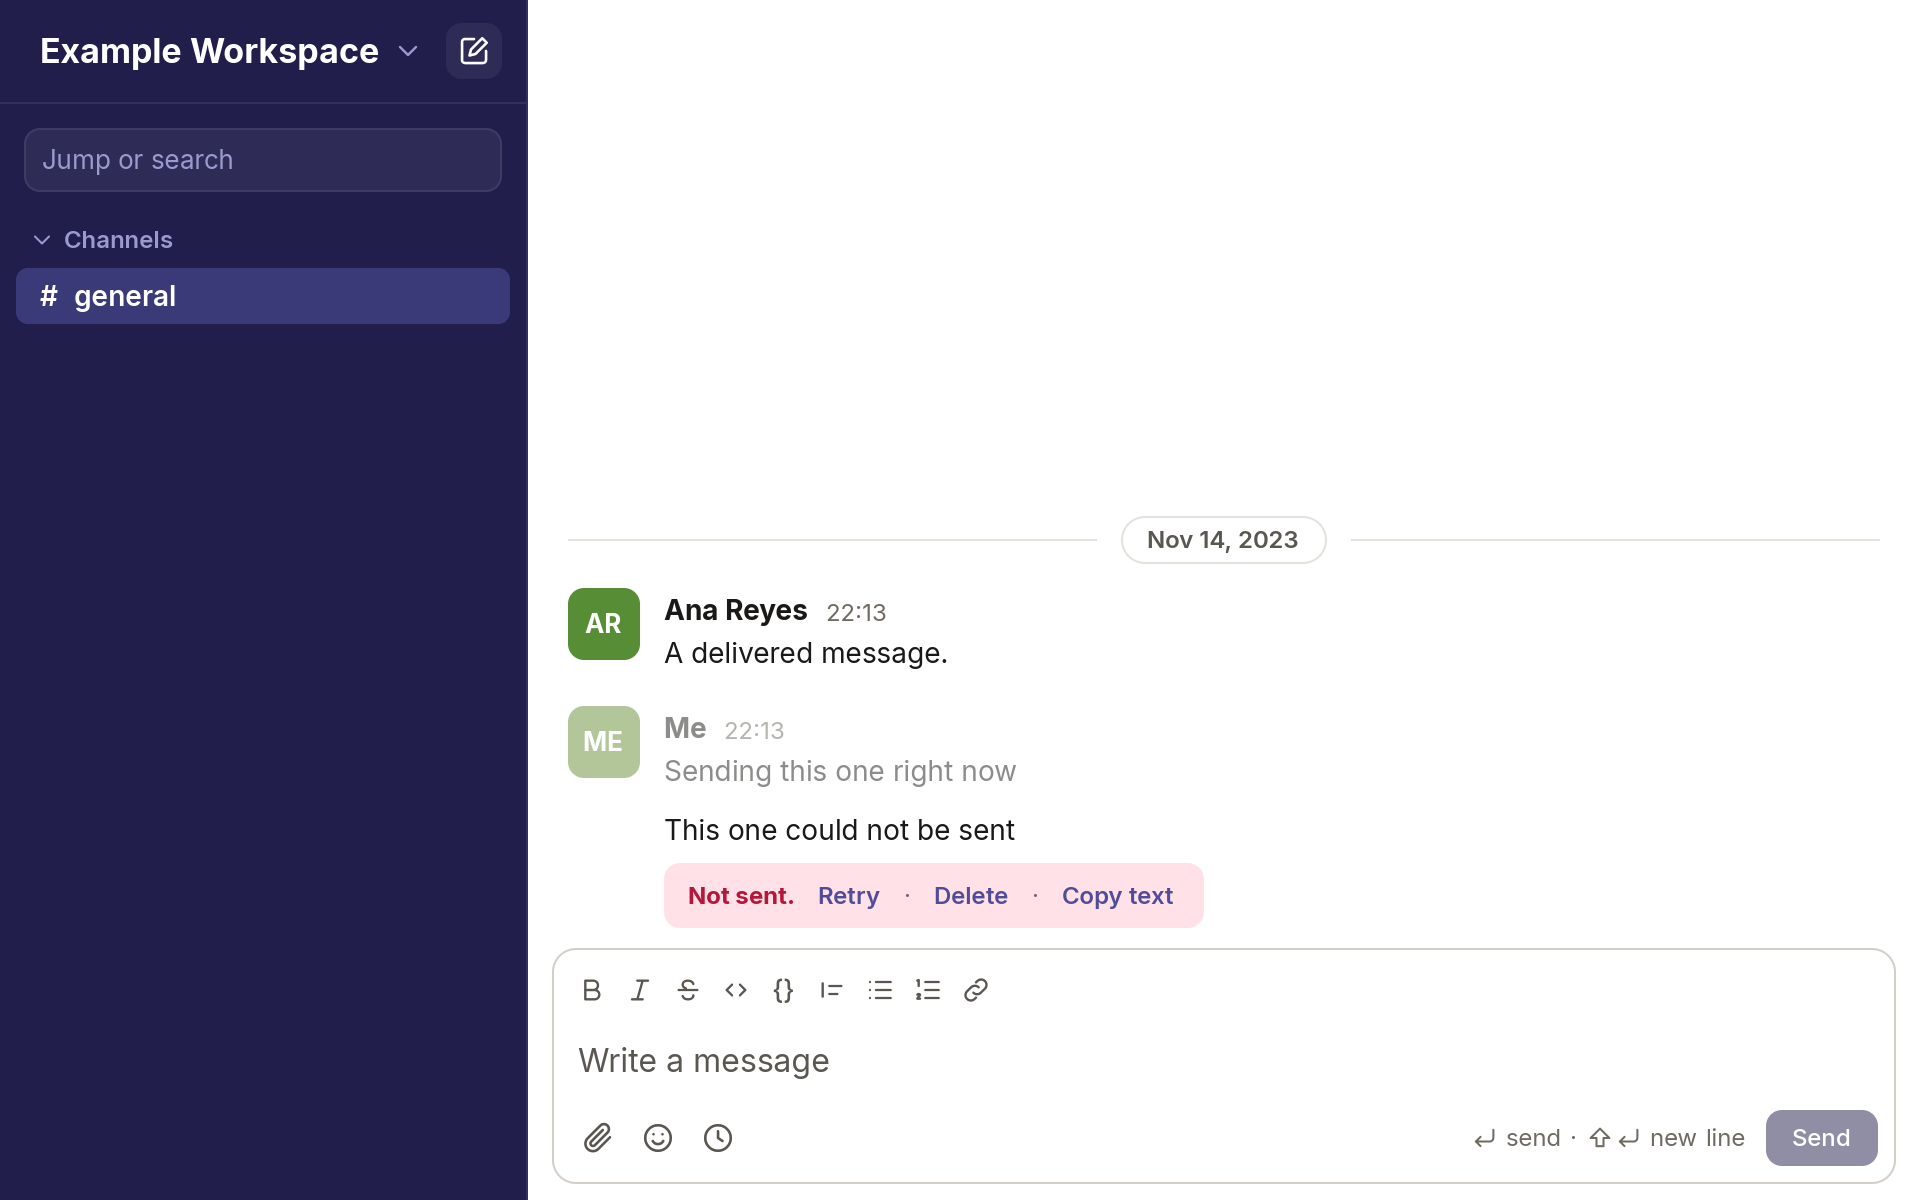 Example Workspace
Jump or search
Channels
# general
Nov 14, 2023
AR
Ana Reyes 22:13
A delivered message.
ME
Me 22:13
Sending this one right now
This one could not be sent
Not sent. Retry · Delete · Copy text
Write a message
send · new line
Send